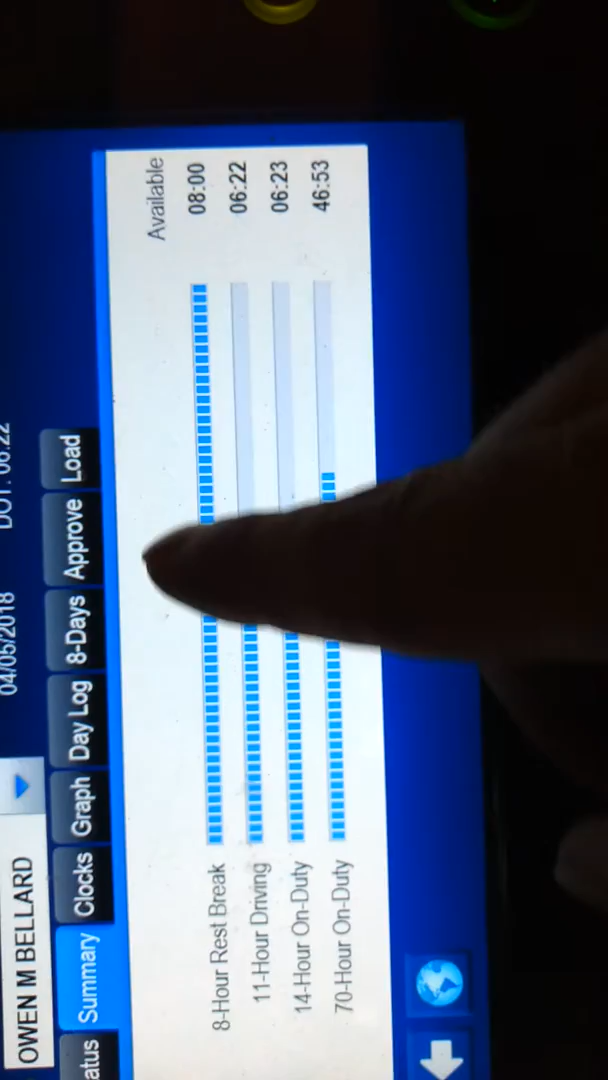 OWEN M BELLARD
04/05/2018
06:22
Summary Clocks Graph Day Log 8-Days Approve Load
Available
8-Hour Rest Break 08:00
11-Hour Driving 06:22
14-Hour On-Duty 06:23
70-Hour On-Duty 46:53